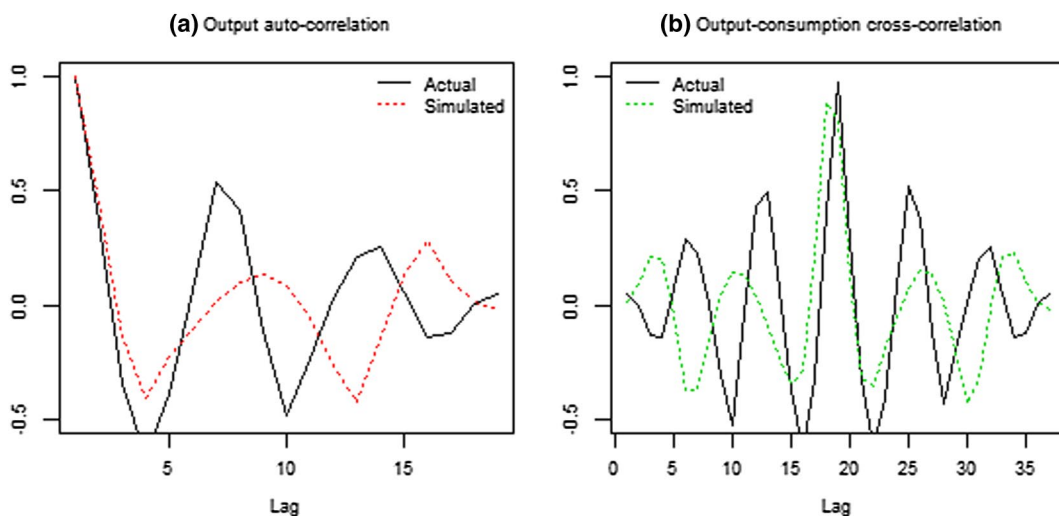 (a) Output auto-correlation
Actual
Simulated
1.0
0.5
0.0
-0.5
5
10
15
Lag
(b) Output-consumption cross-correlation
Actual
Simulated
1.0
0.5
0.0
-0.5
0
5
10
15
20
25
30
35
Lag